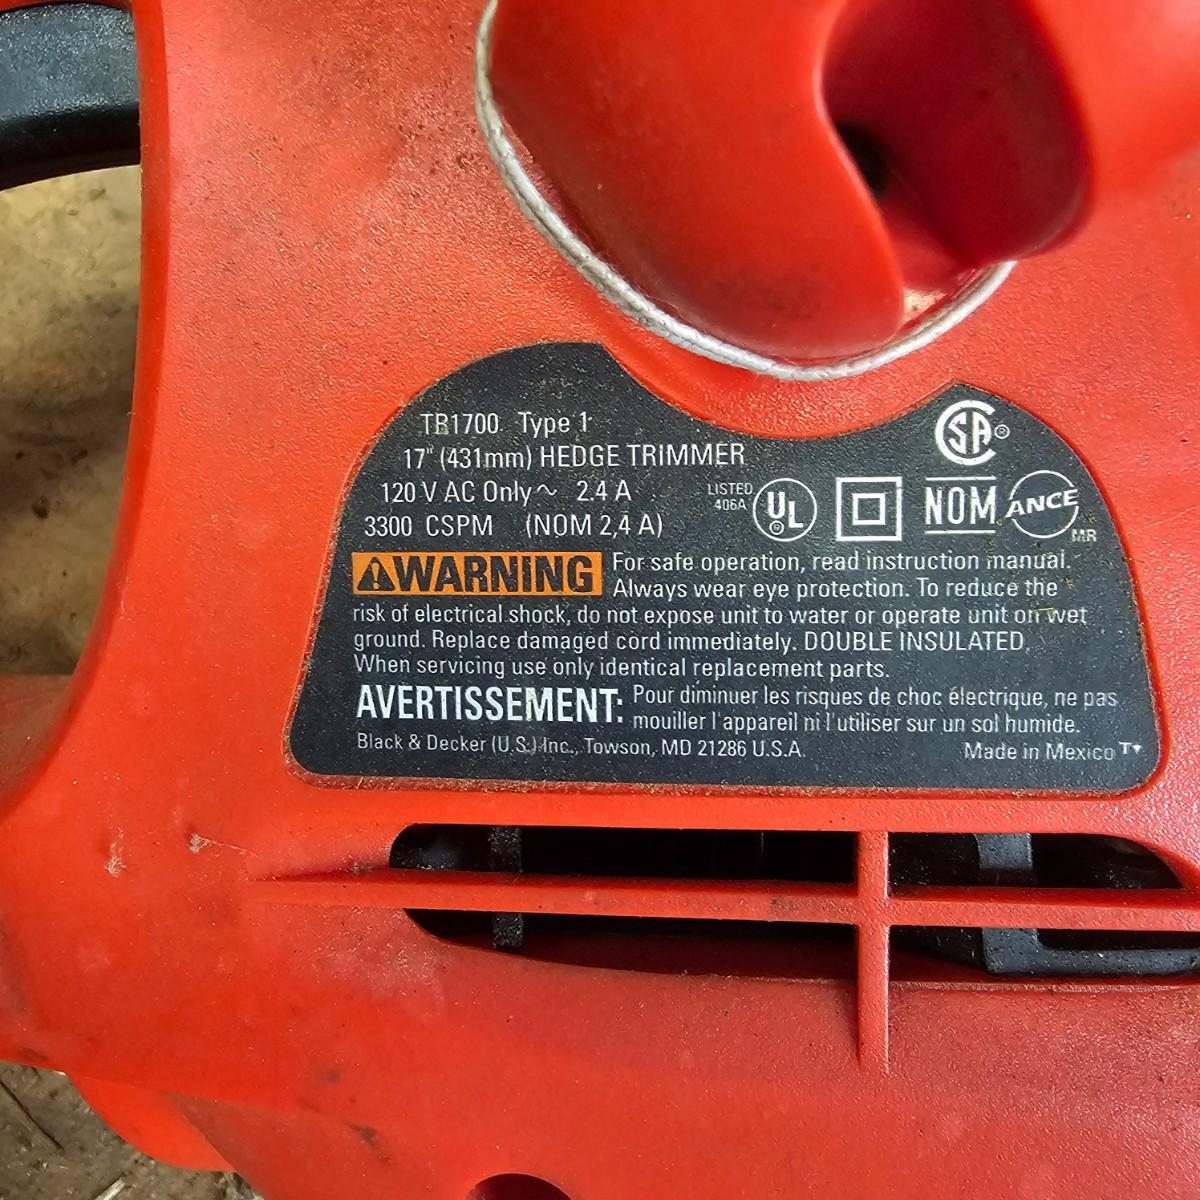 TR1700 Type 1
17" (431mm) HEDGE TRIMMER
120 V AC Only ~ 2.4 A
3300 CSPM (NOM 2,4 A)
LISTED
406A
UL ®
SA ®
NOM
ANCE
MR
WARNING For safe operation, read instruction manual.
Always wear eye protection. To reduce the
risk of electrical shock, do not expose unit to water or operate unit on wet
ground. Replace damaged cord immediately. DOUBLE INSULATED.
When servicing use only identical replacement parts.
AVERTISSEMENT: Pour diminuer les risques de choc électrique, ne pas
mouiller l'appareil ni l'utiliser sur un sol humide.
Black & Decker (U.S.) Inc., Towson, MD 21286 U.S.A. Made in Mexico T+